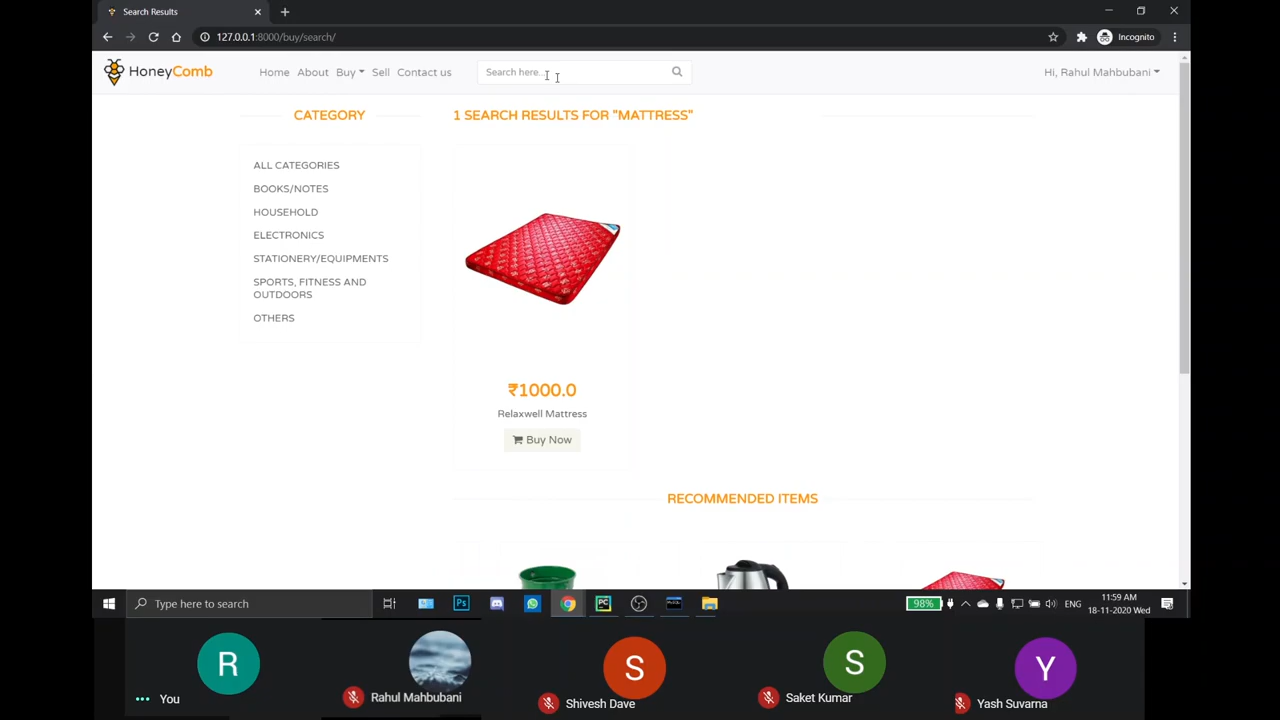 Search Results
127.0.0.1:8000/buy/search/
Incognito
HoneyComb
Home About Buy Sell Contact us
Search here...
Hi, Rahul Mahbubani
CATEGORY
ALL CATEGORIES
BOOKS/NOTES
HOUSEHOLD
ELECTRONICS
STATIONERY/EQUIPMENTS
SPORTS, FITNESS AND
OUTDOORS
OTHERS
1 SEARCH RESULTS FOR "MATTRESS"
₹1000.0
Relaxwell Mattress
Buy Now
RECOMMENDED ITEMS
Type here to search
Ps
PC
98%
ENG
11:59 AM
18-11-2020 Wed
R
S
S
Y
You
Rahul Mahbubani
Shivesh Dave
Saket Kumar
Yash Suvarna